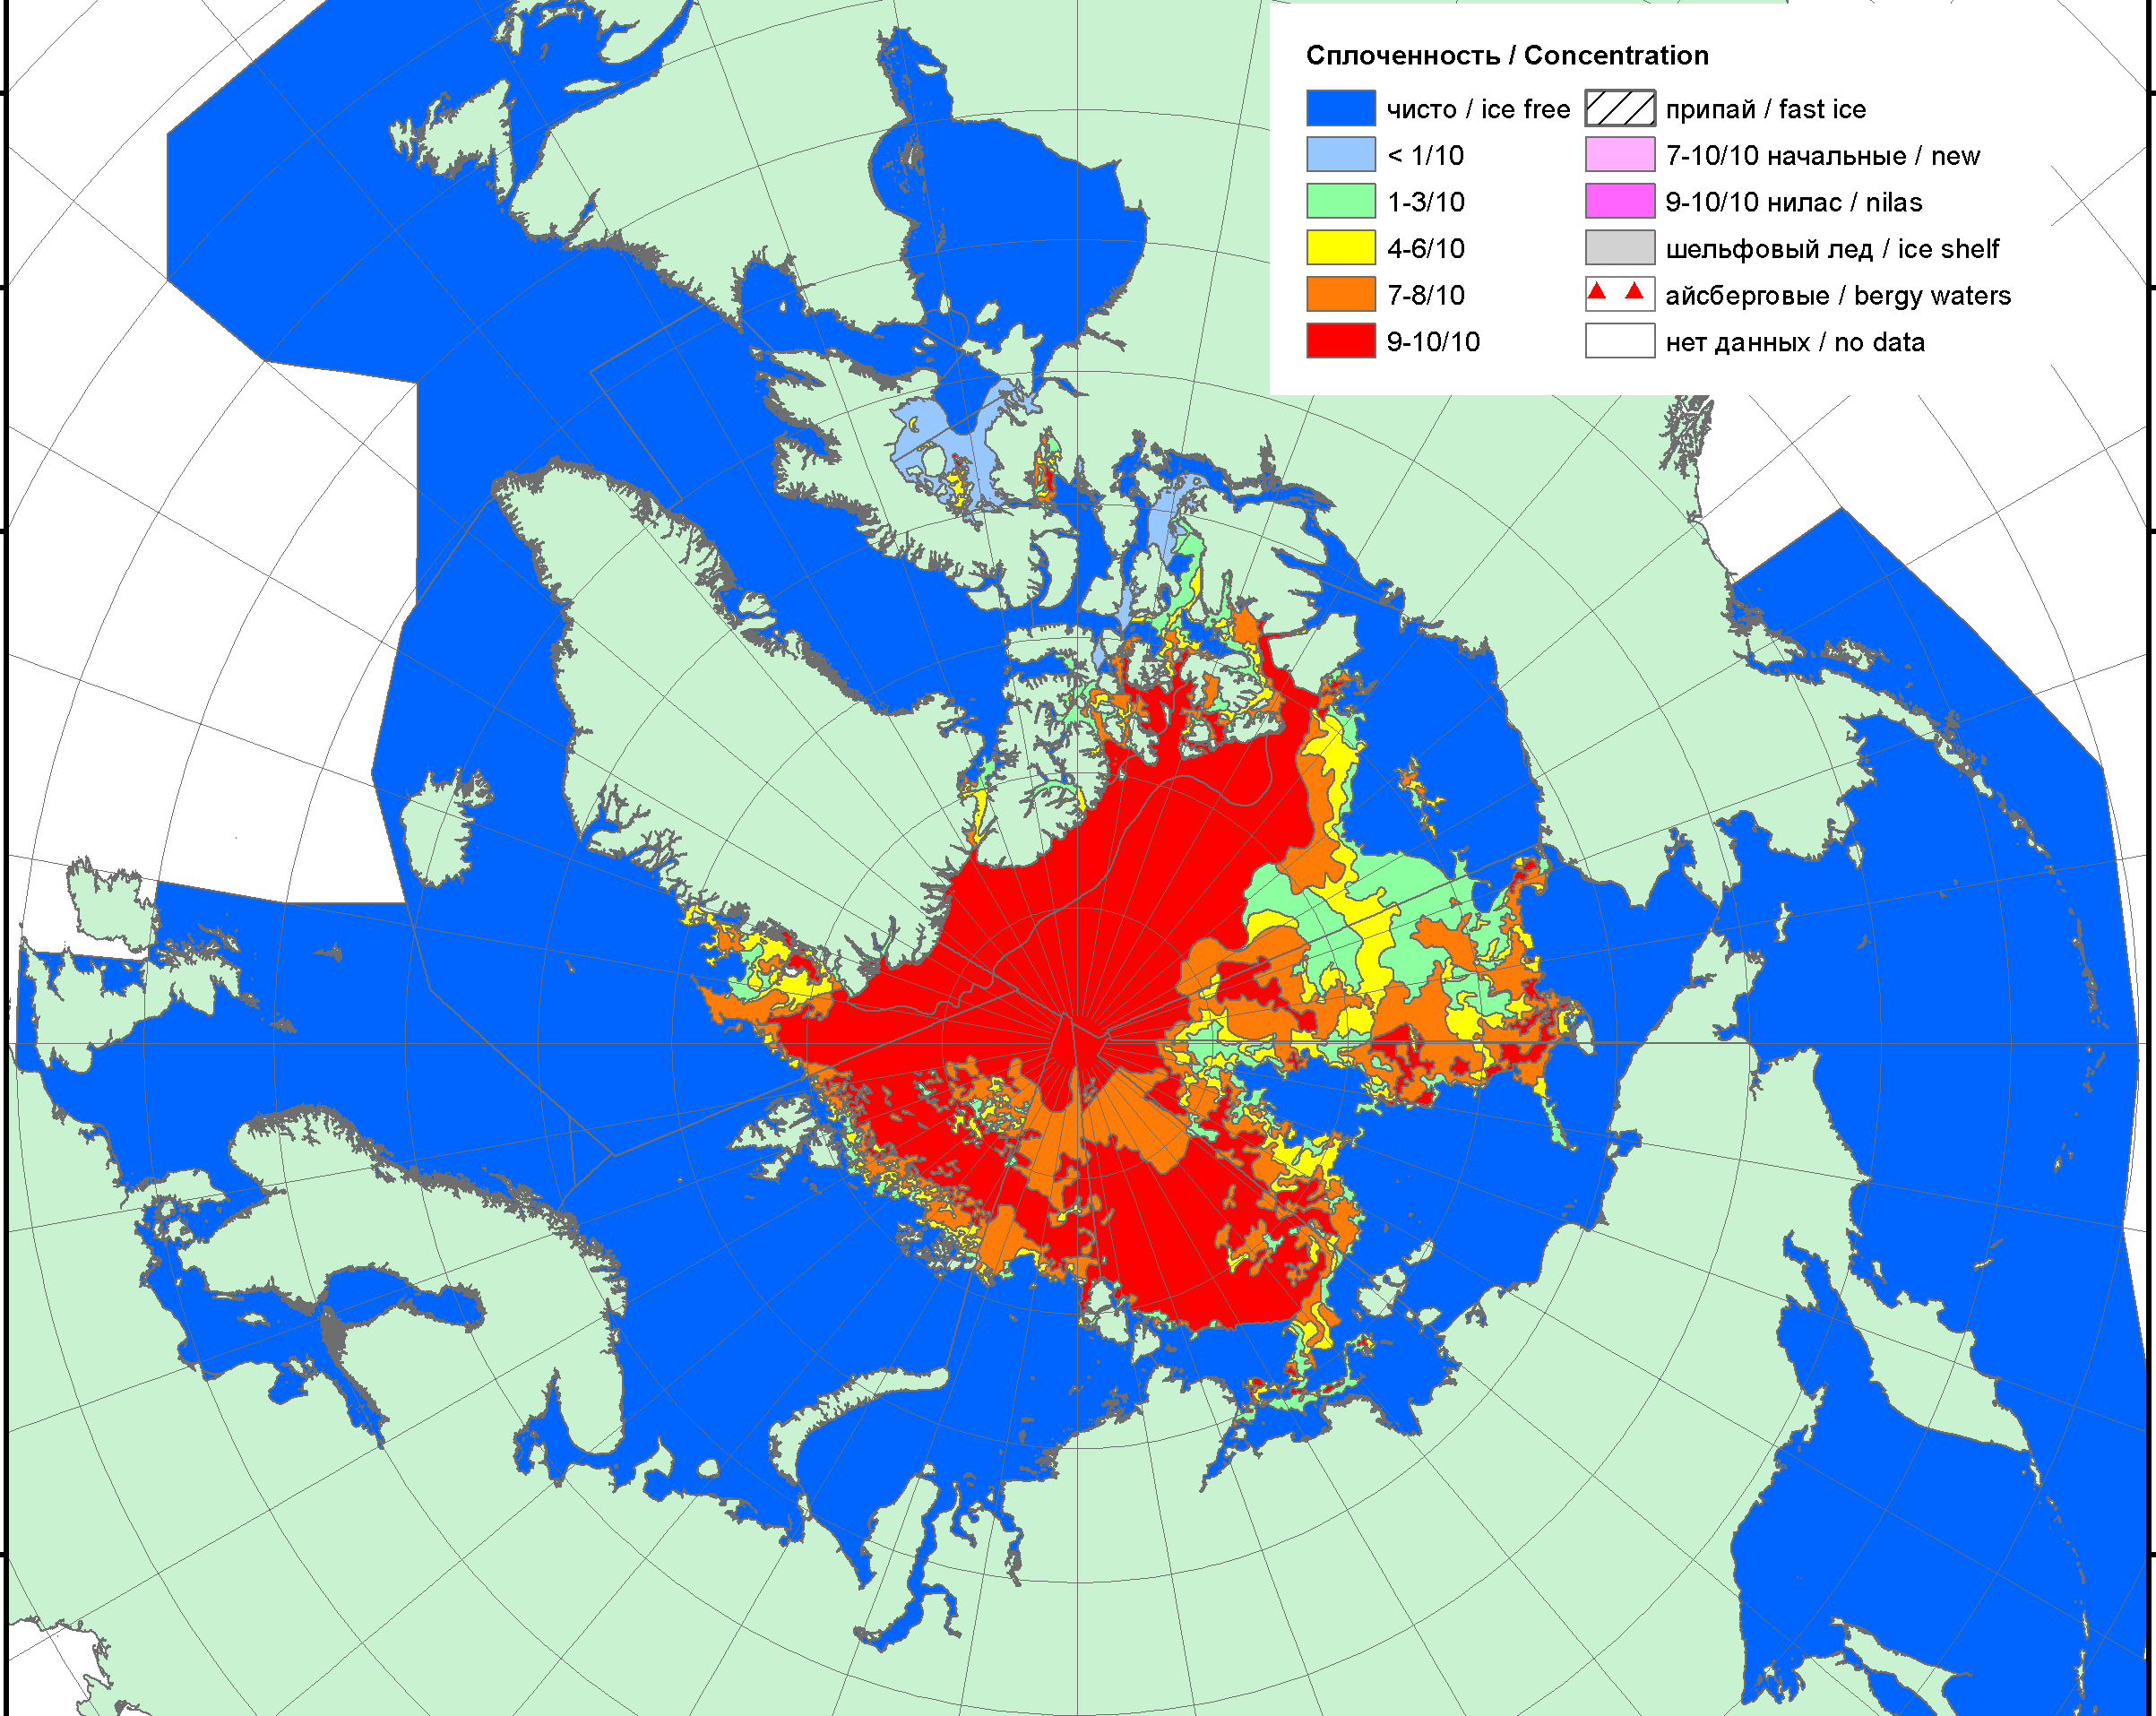 Сплоченность / Concentration
чисто / ice free
< 1/10
1-3/10
4-6/10
7-8/10
9-10/10
припай / fast ice
7-10/10 начальные / new
9-10/10 нилас / nilas
шельфовый лед / ice shelf
айсберговые / bergy waters
нет данных / no data